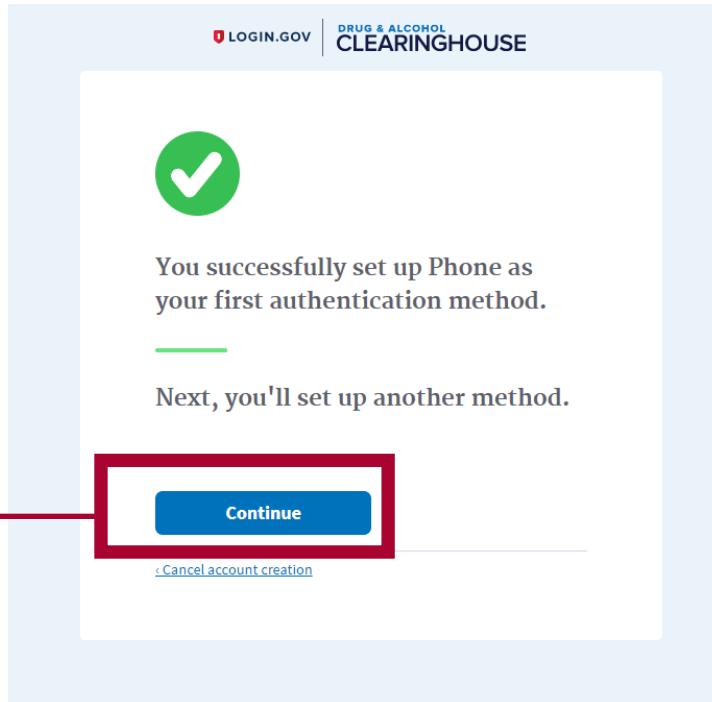 LOGIN.GOV
DRUG & ALCOHOL
CLEARINGHOUSE
You successfully set up Phone as
your first authentication method.
Next, you'll set up another method.
Continue
‹ Cancel account creation